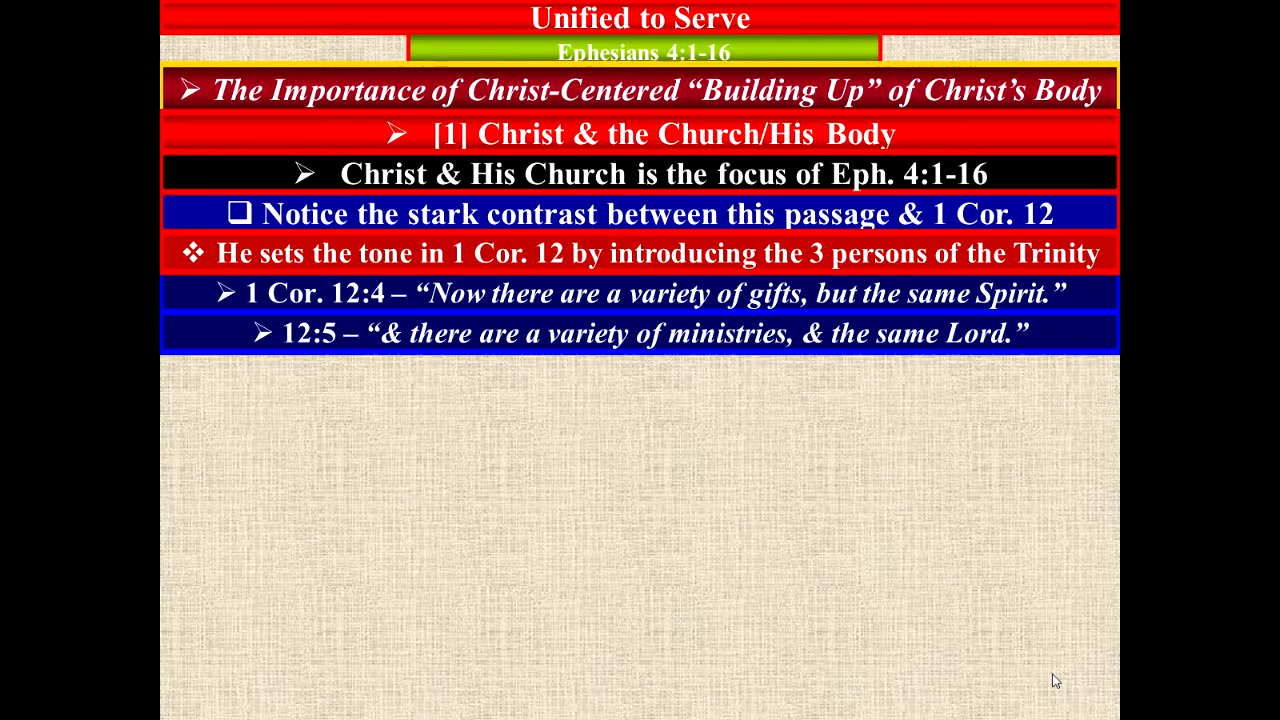 Unified to Serve
Ephesians 4:1-16
➢ The Importance of Christ-Centered “Building Up” of Christ’s Body
➢ [1] Christ & the Church/His Body
➢ Christ & His Church is the focus of Eph. 4:1-16
❑ Notice the stark contrast between this passage & 1 Cor. 12
❖ He sets the tone in 1 Cor. 12 by introducing the 3 persons of the Trinity
➢ 1 Cor. 12:4 – “Now there are a variety of gifts, but the same Spirit.”
➢ 12:5 – “& there are a variety of ministries, & the same Lord.”